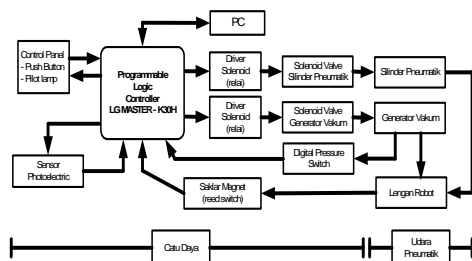 PC
Control Panel
- Push Button
- Pilot lamp
Programmable
Logic
Controller
LG MASTER - K30H
Driver
Solenoid
(relai)
Solenoid Valve
Silinder Pneumatik
Silinder Pneumatik
Driver
Solenoid
(relai)
Solenoid Valve
Generator Vakum
Generator Vakum
Digital Pressure
Switch
Sensor
Photoelectric
Saklar Magnet
(reed switch)
Lengan Robot
Catu Daya
Udara
Pneumatik